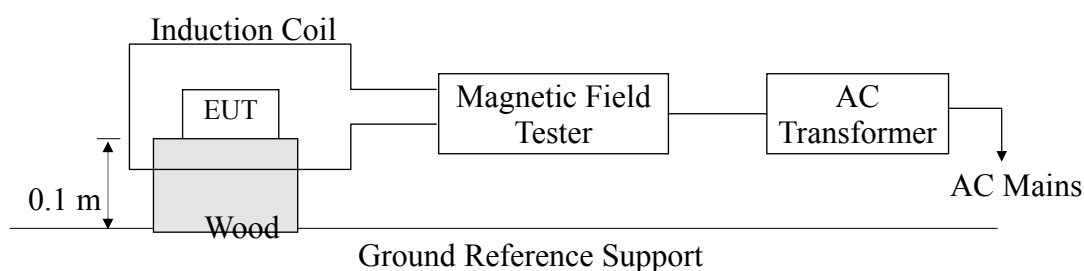 Induction Coil
EUT
Magnetic Field
Tester
AC
Transformer
AC Mains
0.1 m
Wood
Ground Reference Support